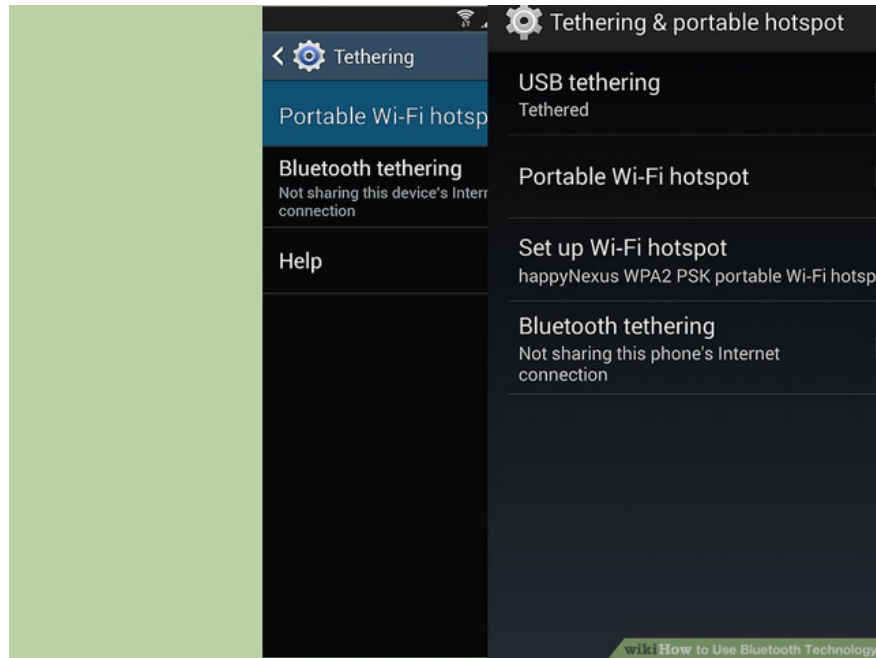 Tethering
Portable Wi-Fi hotsp
Bluetooth tethering
Not sharing this device's Intern
connection
Help
Tethering & portable hotspot
USB tethering
Tethered
Portable Wi-Fi hotspot
Set up Wi-Fi hotspot
happyNexus WPA2 PSK portable Wi-Fi hotsp
Bluetooth tethering
Not sharing this phone's Internet
connection
wikiHow to Use Bluetooth Technology